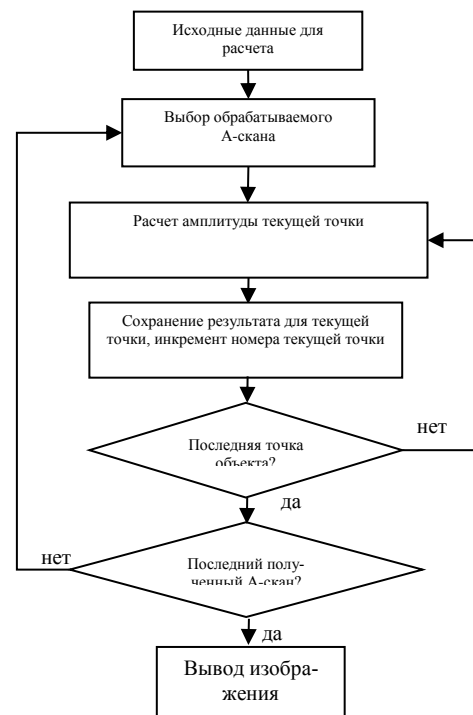 Исходные данные для
расчета
Выбор обрабатываемого
А-скана
Расчет амплитуды текущей точки
Сохранение результата для текущей
точки, инкремент номера текущей точки
Последняя точка
объекта?
нет
да
Последний полу-
ченный А-скан?
нет
да
Вывод изобра-
жения